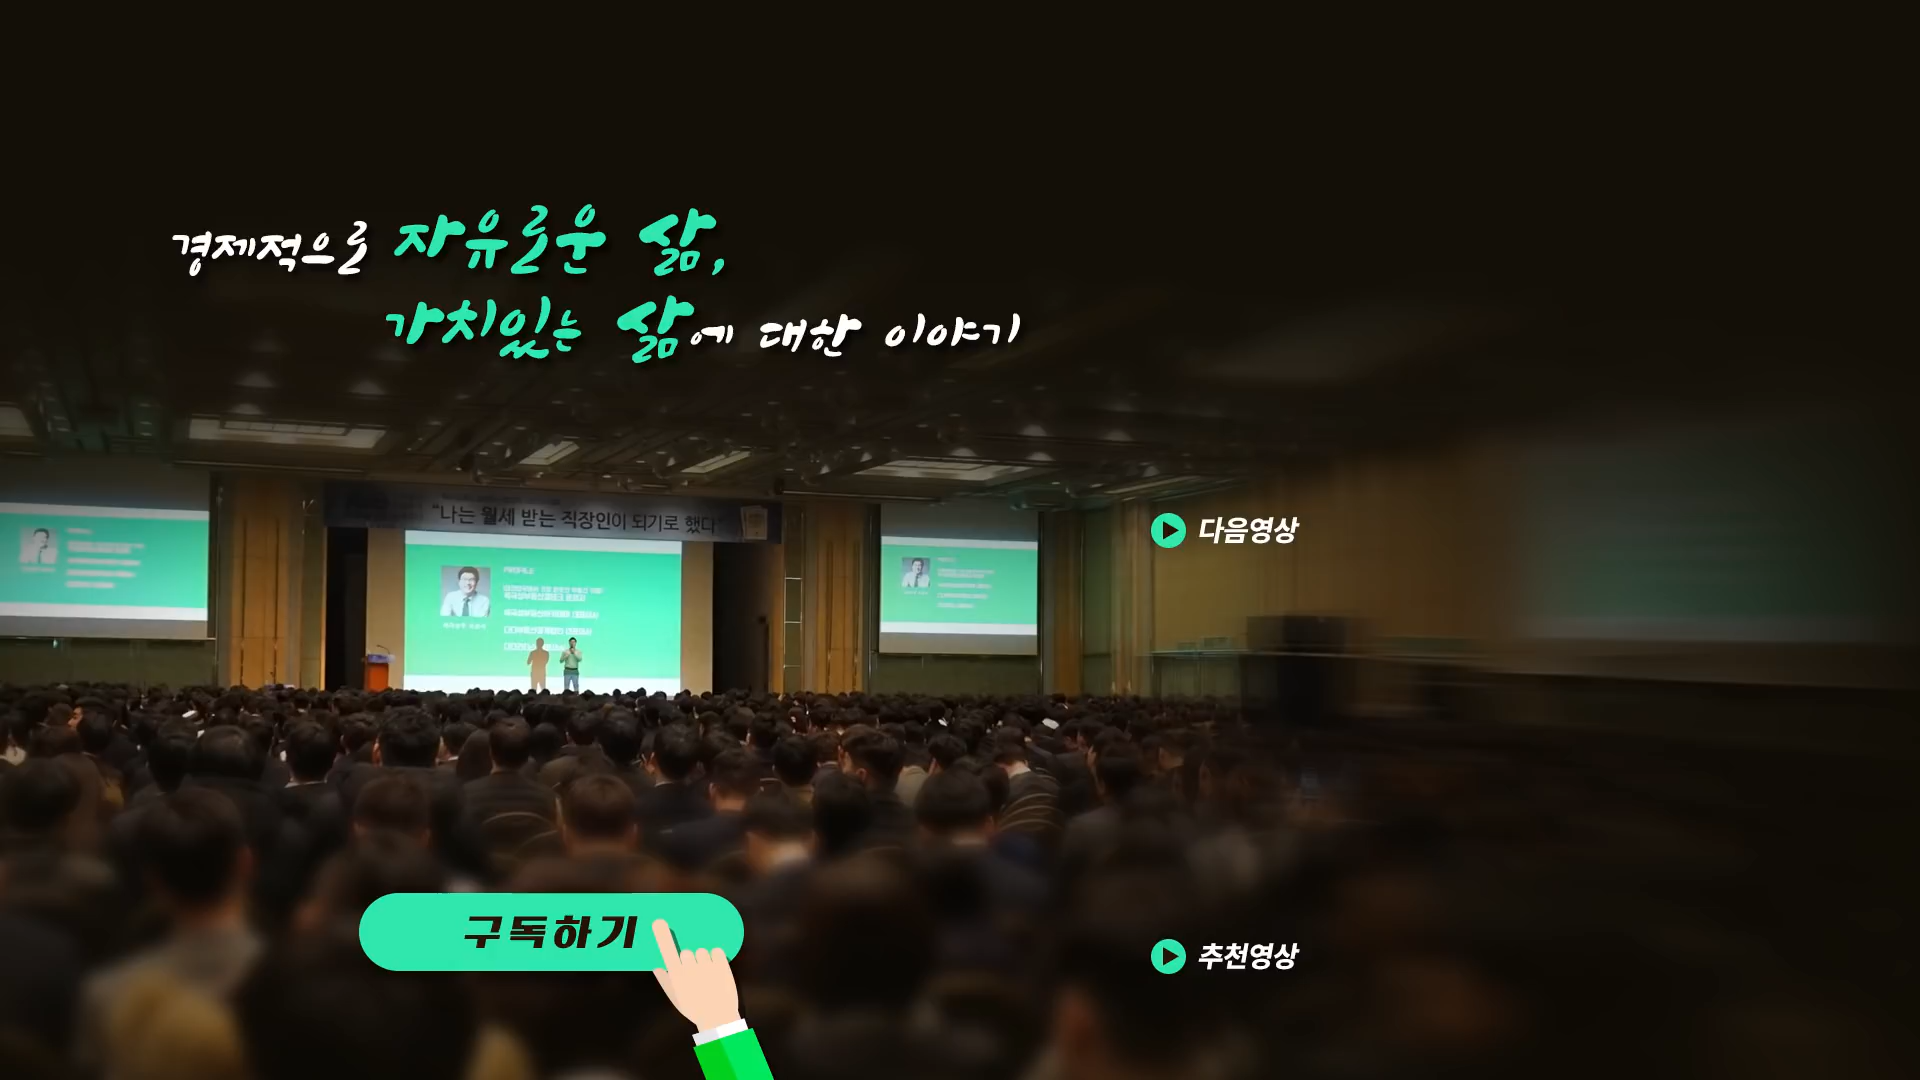 경제적으로 자유로운 삶,
가치있는 삶에 대한 이야기
"나는 월세 받는 직장인이 되기로 했다"
다음영상
구독하기
추천영상